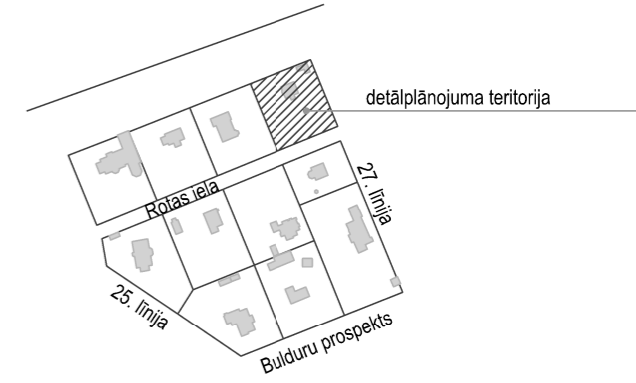 detālplānojuma teritorija
Rotas iela
27. līnija
25. līnija
Bulduru prospekts